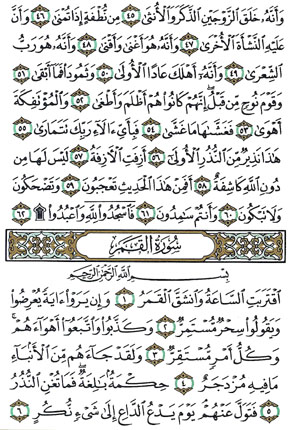 وَأَنَّهُۥ خَلَقَ ٱلزَّوْجَيْنِ ٱلذَّكَرَ وَٱلْأُنثَىٰ ٤٥ مِن نُّطْفَةٍ إِذَا تُمْنَىٰ ٤٦ وَأَنَّ
عَلَيْهِ ٱلنَّشْأَةَ ٱلْأُخْرَىٰ ٤٧ وَأَنَّهُۥ هُوَ أَغْنَىٰ وَأَقْنَىٰ ٤٨ وَأَنَّهُۥ هُوَ رَبُّ
ٱلشِّعْرَىٰ ٤٩ وَأَنَّهُۥٓ أَهْلَكَ عَادًا ٱلْأُولَىٰ ٥٠ وَثَمُودَا۟ فَمَآ أَبْقَىٰ ٥١
وَقَوْمَ نُوحٍ مِّن قَبْلُ إِنَّهُمْ كَانُوا۟ هُمْ أَظْلَمَ وَأَطْغَىٰ ٥٢ وَٱلْمُؤْتَفِكَةَ
أَهْوَىٰ ٥٣ فَغَشَّىٰهَا مَا غَشَّىٰ ٥٤ فَبِأَىِّ ءَالَآءِ رَبِّكَ تَتَمَارَىٰ ٥٥
هَٰذَا نَذِيرٌ مِّنَ ٱلنُّذُرِ ٱلْأُولَىٰٓ ٥٦ أَزِفَتِ ٱلْأَزِفَةُ ٥٧ لَيْسَ لَهَا مِن
دُونِ ٱللَّهِ كَاشِفَةٌ ٥٨ أَفَمِنْ هَٰذَا ٱلْحَدِيثِ تَعْجَبُونَ ٥٩ وَتَضْحَكُونَ
وَلَا تَبْكُونَ ٦٠ وَأَنتُمْ سَٰمِدُونَ ٦١ فَٱسْجُدُوا۟ لِلَّهِ وَٱعْبُدُوا۟ ۩ ٦٢
سُورَةُ ٱلْقَمَرِ
بِسْمِ ٱللَّهِ ٱلرَّحْمَٰنِ ٱلرَّحِيمِ
ٱقْتَرَبَتِ ٱلسَّاعَةُ وَٱنشَقَّ ٱلْقَمَرُ ١ وَإِن يَرَوْا۟ ءَايَةً يُعْرِضُوا۟
وَيَقُولُوا۟ سِحْرٌ مُّسْتَمِرٌّ ٢ وَكَذَّبُوا۟ وَٱتَّبَعُوٓا۟ أَهْوَآءَهُمْ ۚ
وَكُلُّ أَمْرٍ مُّسْتَقِرٌّ ٣ وَلَقَدْ جَآءَهُم مِّنَ ٱلْأَنۢبَآءِ
مَا فِيهِ مُزْدَجَرٌ ٤ حِكْمَةٌۢ بَٰلِغَةٌ ۖ فَمَا تُغْنِ ٱلنُّذُرُ
٥ فَتَوَلَّ عَنْهُمْ ۘ يَوْمَ يَدْعُ ٱلدَّاعِ إِلَىٰ شَىْءٍ نُّكُرٍ ٦